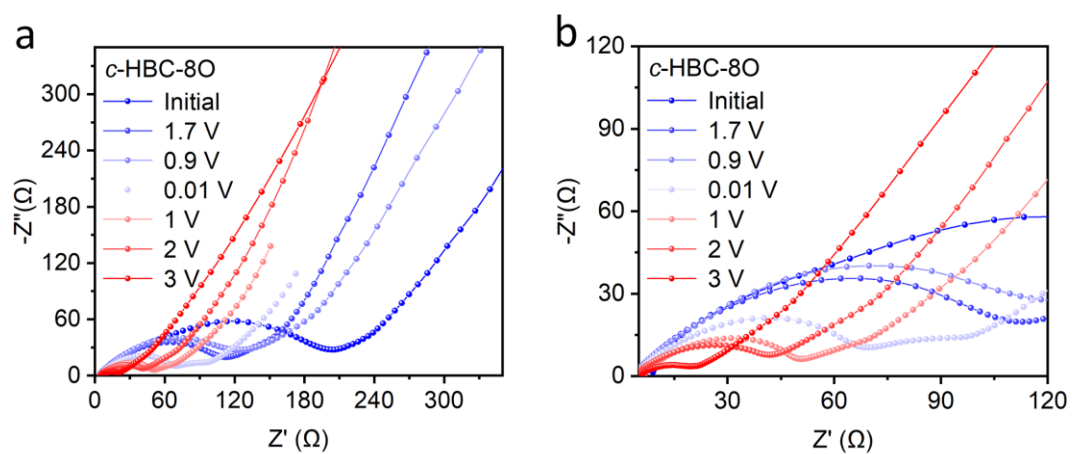 a
c-HBC-8O
Initial
1.7 V
0.9 V
0.01 V
1 V
2 V
3 V
-Z"(Ω)
300
240
180
120
60
0
0 60 120 180 240 300
Z' (Ω)
b
c-HBC-8O
Initial
1.7 V
0.9 V
0.01 V
1 V
2 V
3 V
-Z"(Ω)
120
90
60
30
0
30 60 90 120
Z' (Ω)